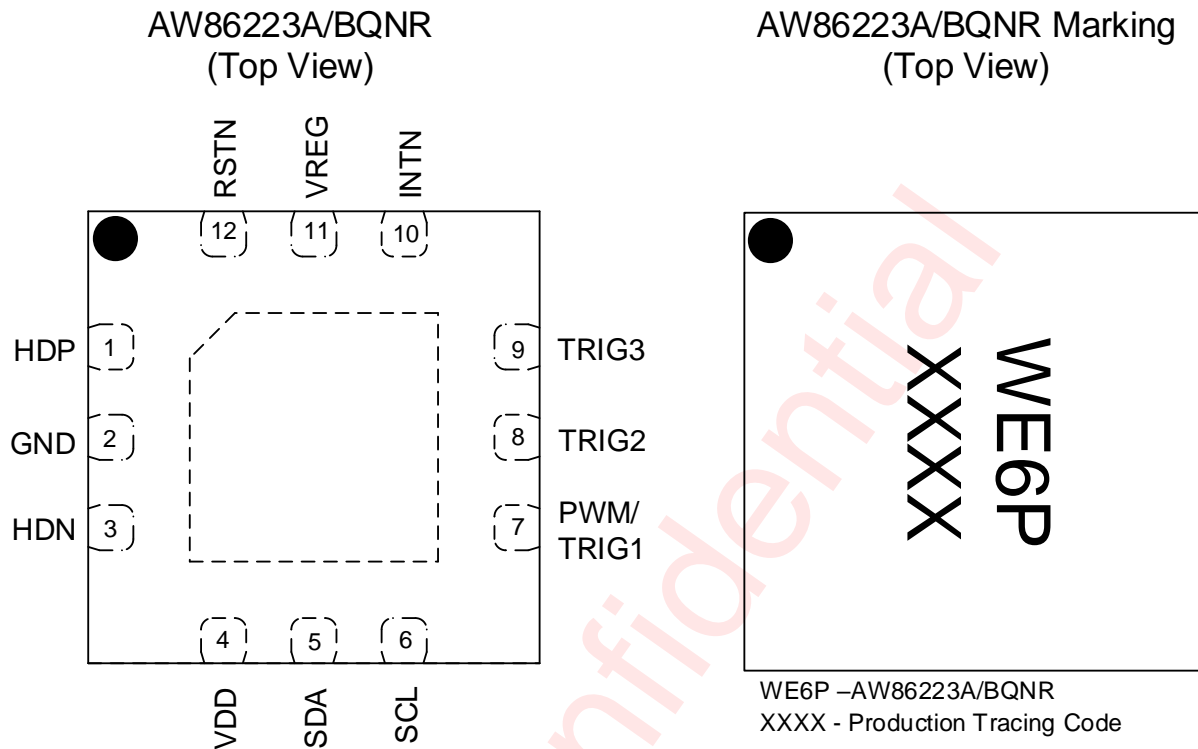 AW86223A/BQNR
(Top View)
AW86223A/BQNR Marking
(Top View)
RSTN
VREG
INTN
12
11
10
HDP
1
9
TRIG3
GND
2
8
TRIG2
HDN
3
7
PWM/
TRIG1
4
5
6
VDD
SDA
SCL
WE6P
XXXX
WE6P –AW86223A/BQNR
XXXX - Production Tracing Code
nfidential